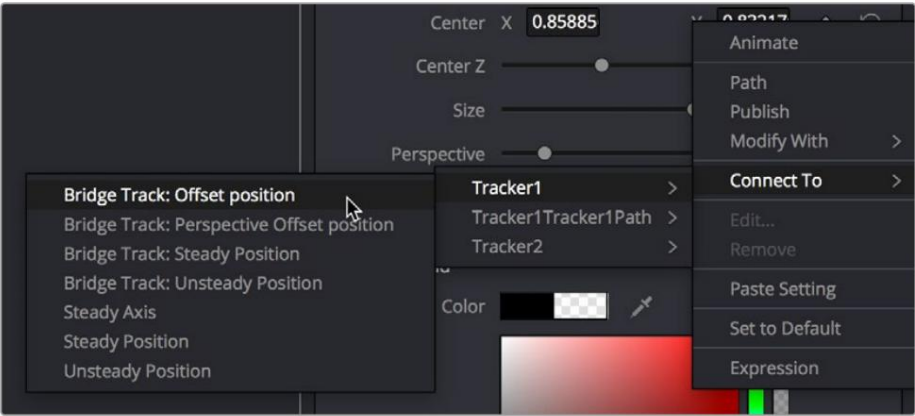 Center X 0.85885
Center Z
Size
Perspective
Color
Animate
Path
Publish
Modify With >
Connect To >
Edit...
Remove
Paste Setting
Set to Default
Expression
Tracker1 >
Tracker1Tracker1Path >
Tracker2 >
Bridge Track: Offset position
Bridge Track: Perspective Offset position
Bridge Track: Steady Position
Bridge Track: Unsteady Position
Steady Axis
Steady Position
Unsteady Position